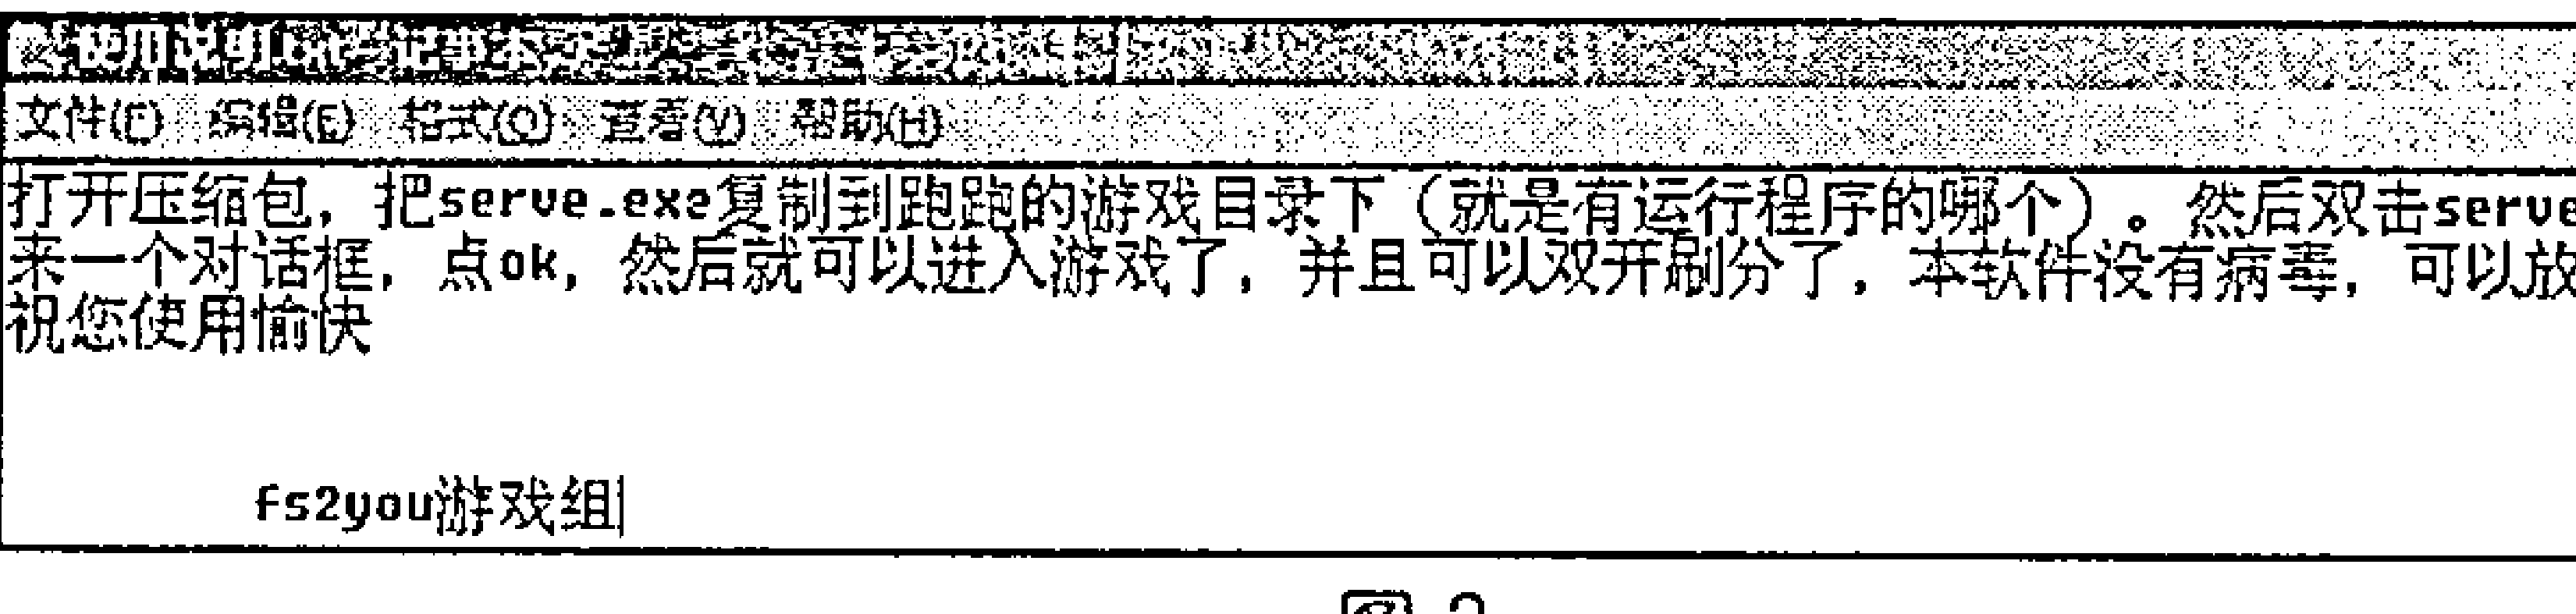 文件(F) 编辑(E) 格式(O) 查看(V) 帮助(H)
打开压缩包，把serve.exe复制到跑跑的游戏目录下（就是有运行程序的哪个）。然后双击serve
来一个对话框，点ok，然后就可以进入游戏了，并且可以双开刷分了，本软件没有病毒，可以放
祝您使用愉快
fs2you游戏组